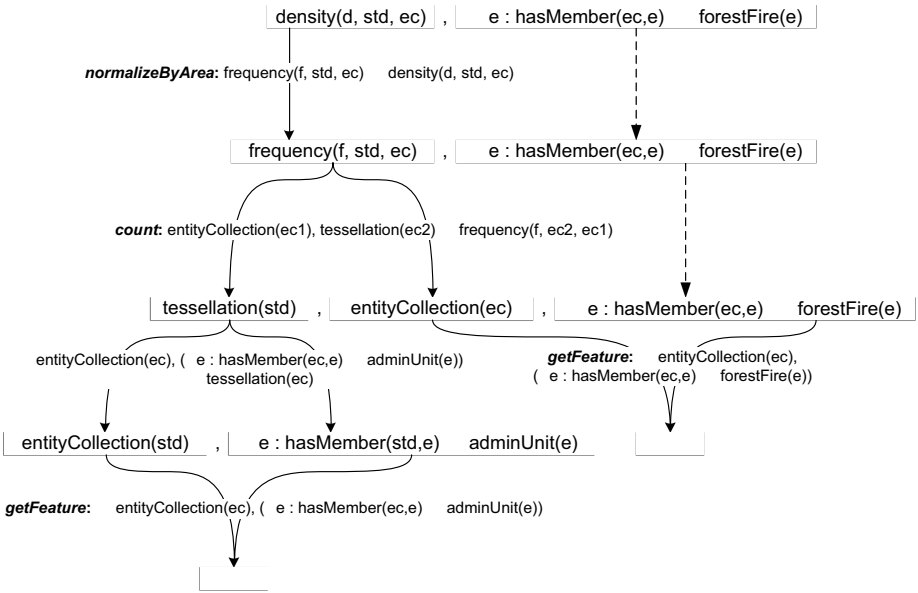 density(d, std, ec) , e : hasMember(ec,e) forestFire(e)
normalizeByArea: frequency(f, std, ec) density(d, std, ec)
frequency(f, std, ec) , e : hasMember(ec,e) forestFire(e)
count: entityCollection(ec1), tessellation(ec2) frequency(f, ec2, ec1)
tessellation(std) , entityCollection(ec) , e : hasMember(ec,e) forestFire(e)
entityCollection(ec), ( e : hasMember(ec,e) adminUnit(e))
tessellation(ec)
getFeature: entityCollection(ec),
( e : hasMember(ec,e) forestFire(e))
entityCollection(std) , e : hasMember(std,e) adminUnit(e)
getFeature: entityCollection(ec), ( e : hasMember(ec,e) adminUnit(e))